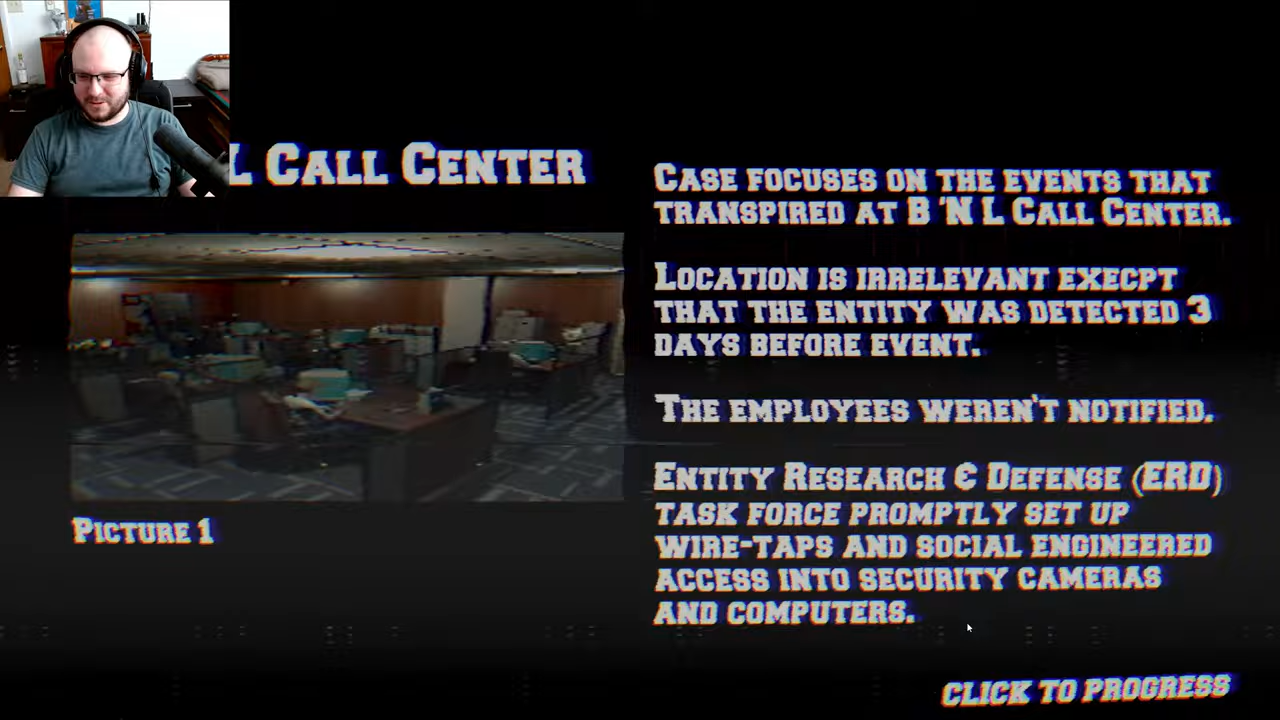 L Call Center
Picture 1
Case focuses on the events that
transpired at B 'N L Call Center.
Location is irrelevant execpt
that the entity was detected 3
days before event.
The employees weren't notified.
Entity Research & Defense (ERD)
task force promptly set up
wire-taps and social engineered
access into security cameras
and computers.
click to progress